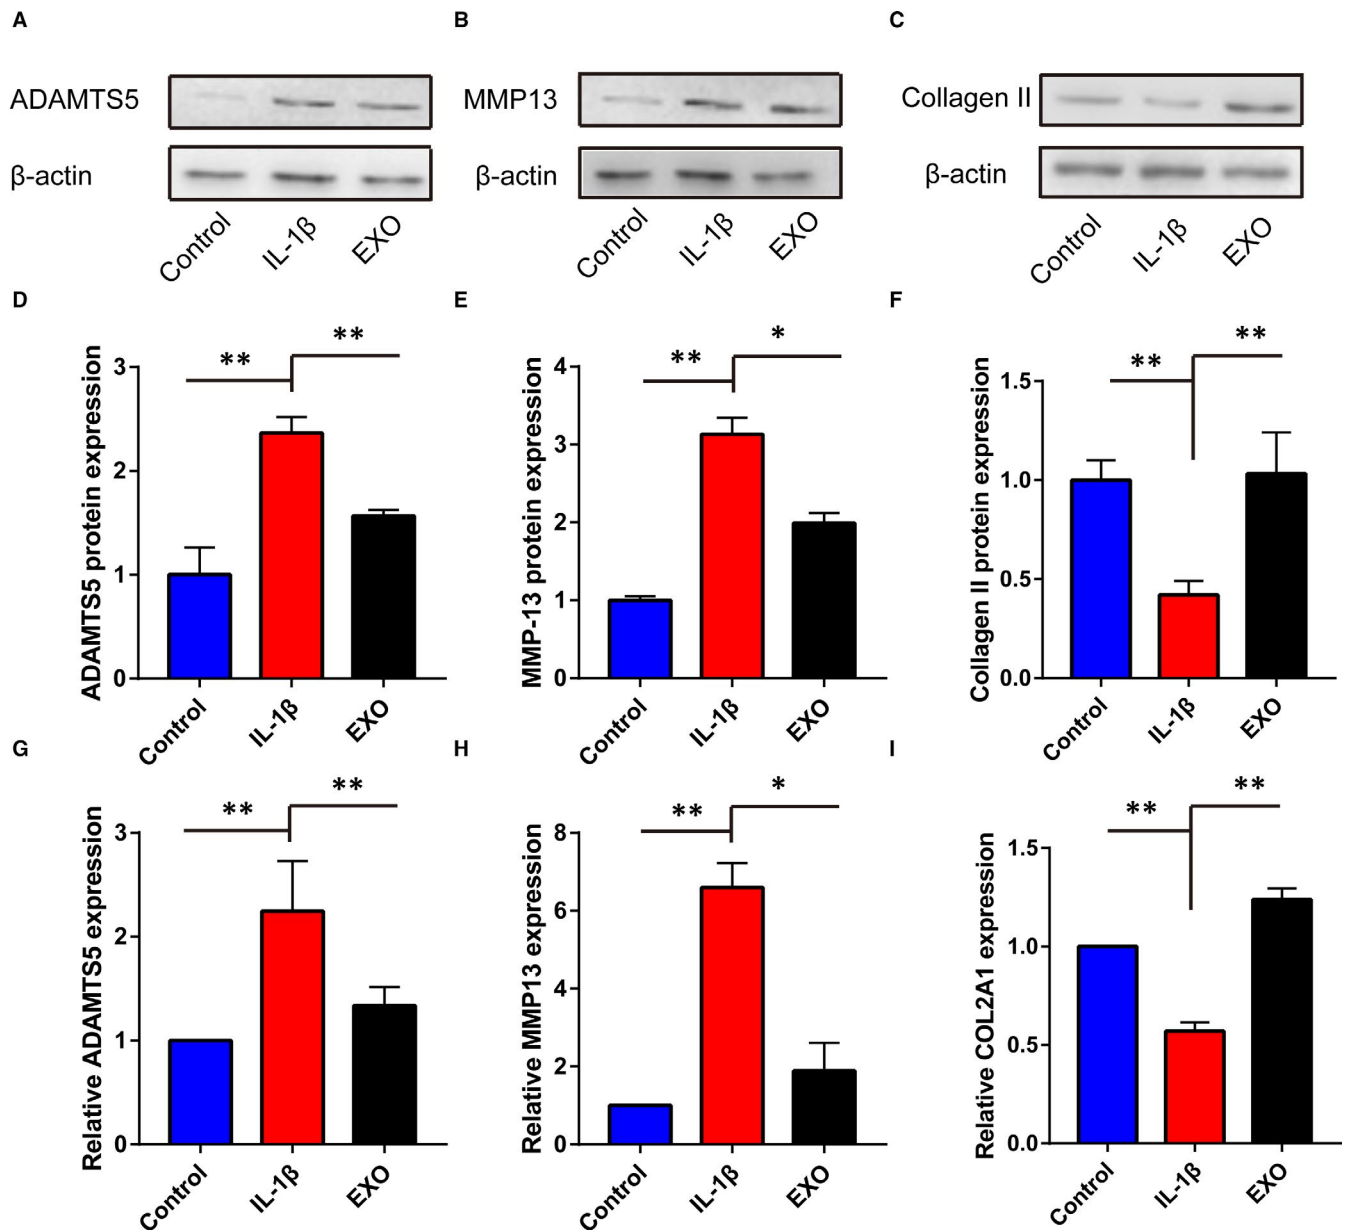 A
B
C
ADAMTS5
MMP13
Collagen II
β-actin
β-actin
β-actin
Control
IL-1β
EXO
Control
IL-1β
EXO
Control
IL-1β
EXO
D
ADAMTS5 protein expression
3
2
1
0
**
**
Control
IL-1β
EXO
E
MMP-13 protein expression
4
3
2
1
0
**
*
Control
IL-1β
EXO
F
Collagen II protein expression
1.5
1.0
0.5
0.0
**
**
Control
IL-1β
EXO
G
Relative ADAMTS5 expression
3
2
1
0
**
**
Control
IL-1β
EXO
H
Relative MMP13 expression
8
6
4
2
0
**
*
Control
IL-1β
EXO
I
Relative COL2A1 expression
1.5
1.0
0.5
0.0
**
**
Control
IL-1β
EXO